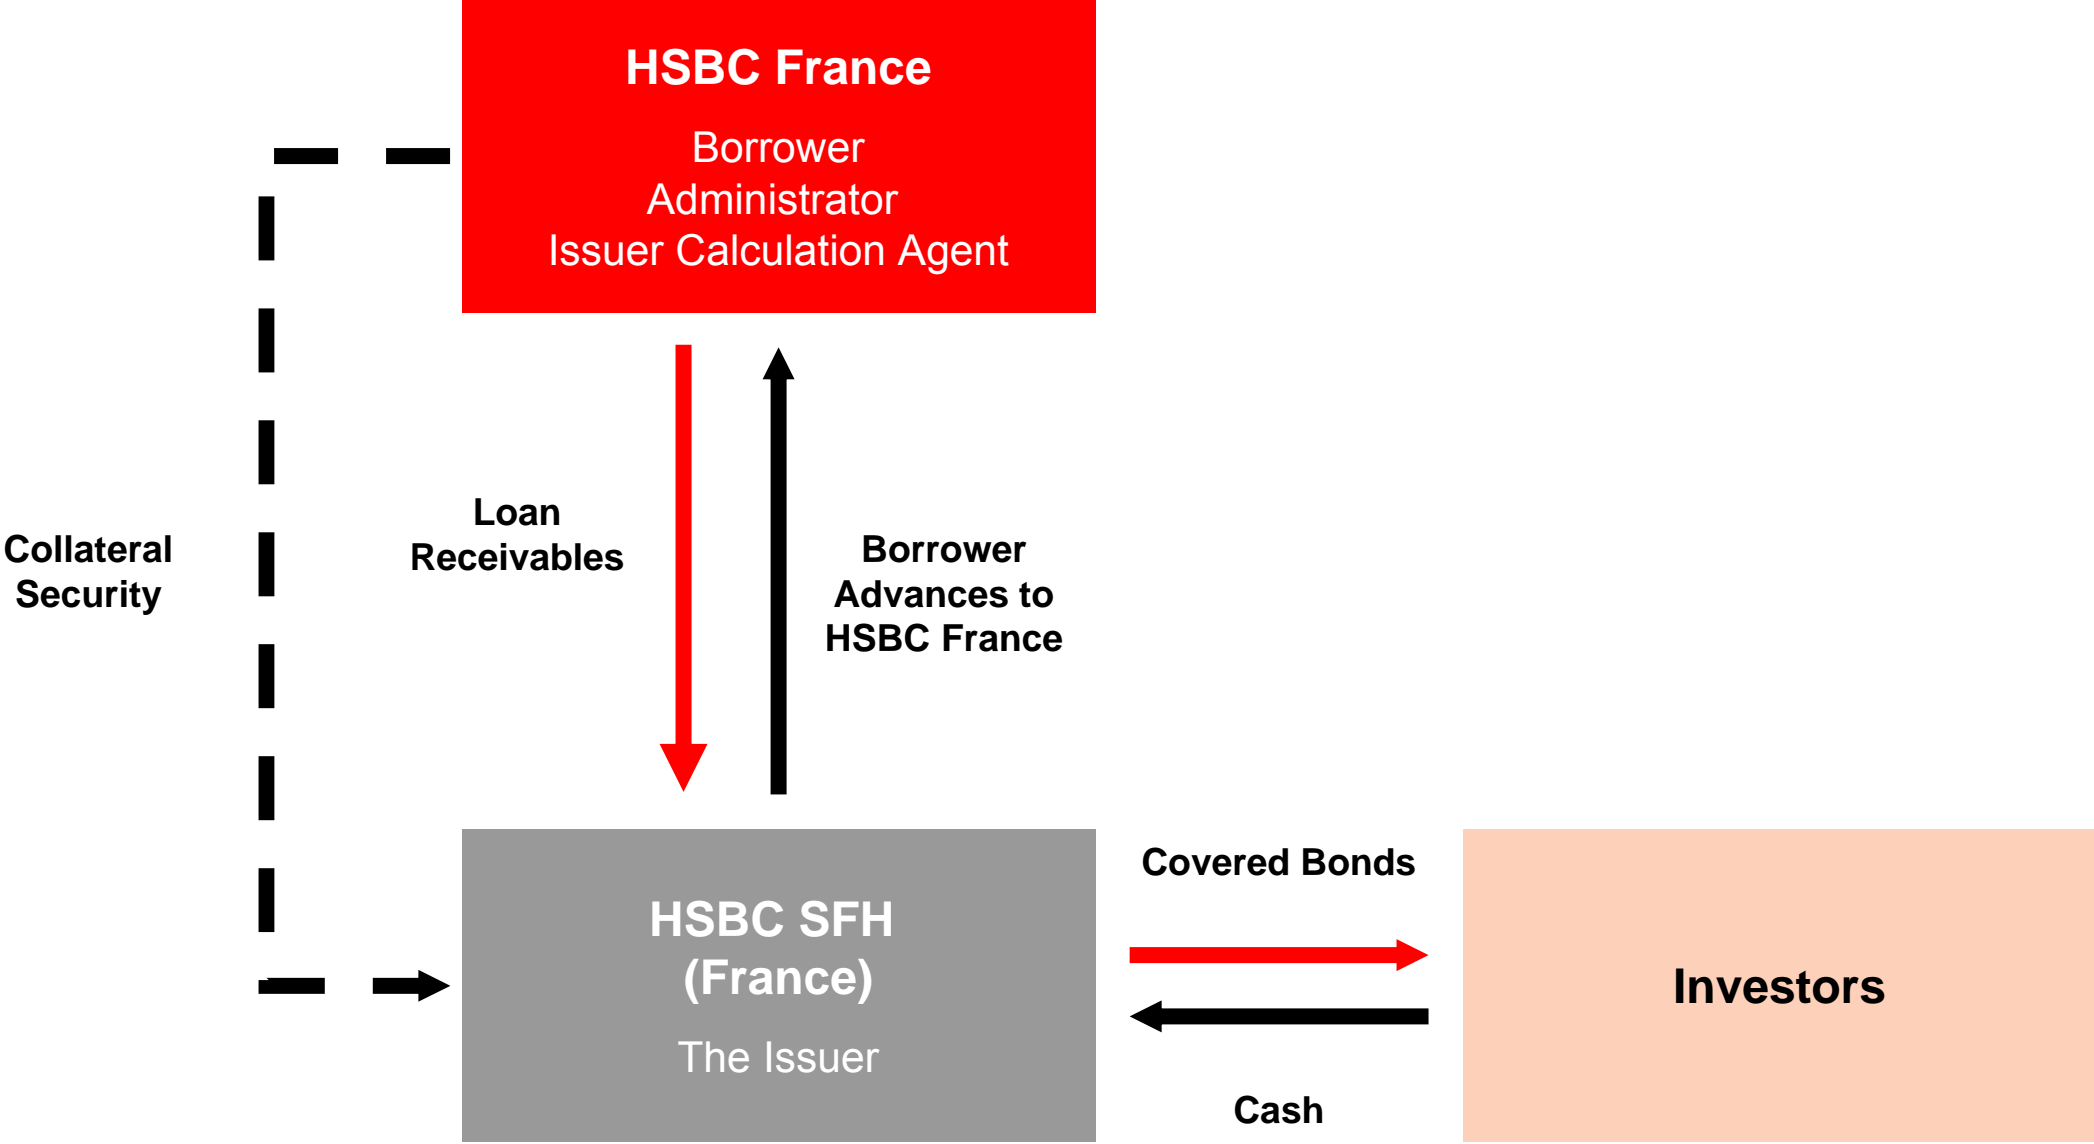 HSBC France
Borrower
Administrator
Issuer Calculation Agent
Collateral
Security
Loan
Receivables
Borrower
Advances to
HSBC France
HSBC SFH
(France)
The Issuer
Covered Bonds
Cash
Investors